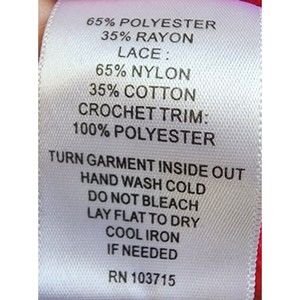 65% POLYESTER
35% RAYON
LACE :
65% NYLON
35% COTTON
CROCHET TRIM:
100% POLYESTER
TURN GARMENT INSIDE OUT
HAND WASH COLD
DO NOT BLEACH
LAY FLAT TO DRY
COOL IRON
IF NEEDED
RN 103715